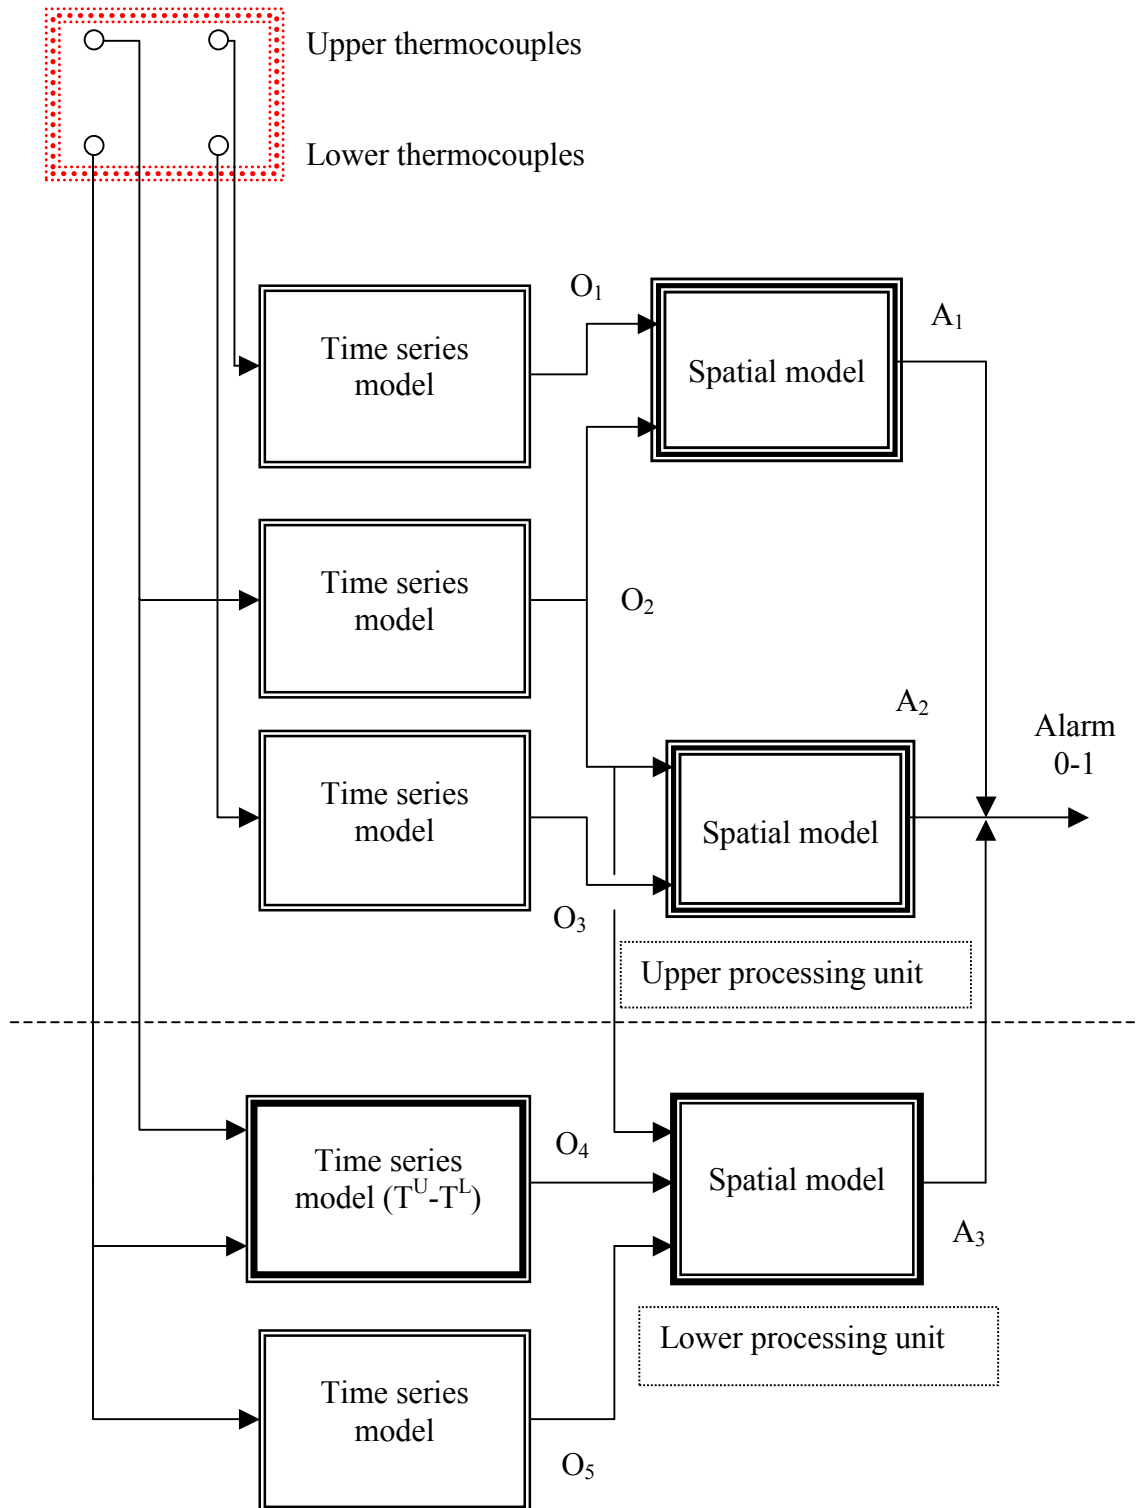 Upper thermocouples
Lower thermocouples
O₁
A₁
Time series
model
Spatial model
Time series
model
O₂
A₂
Alarm
0-1
Time series
model
Spatial model
O₃
Upper processing unit
Time series
model (Tᵁ-Tᴸ)
O₄
Spatial model
A₃
Lower processing unit
Time series
model
O₅